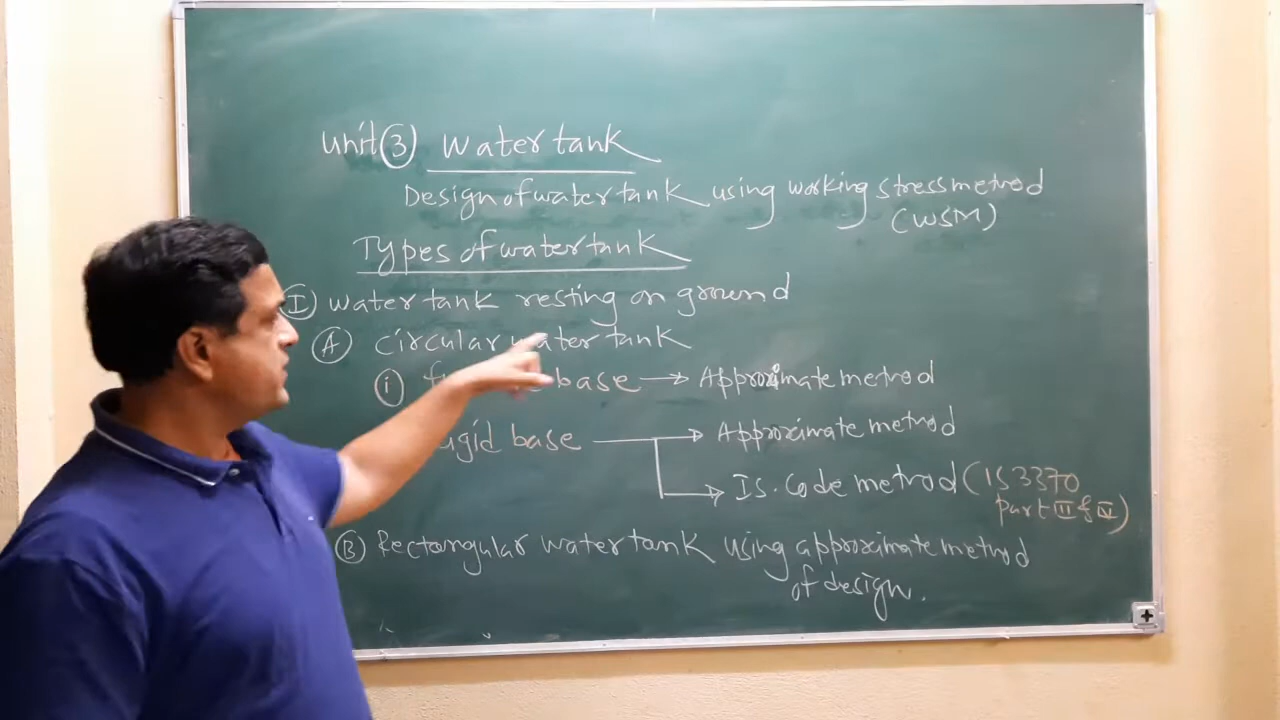 Unit ③ Water tank
Design of water tank using working stress method
(WSM)
Types of water tank
Ⓘ Water tank resting on ground
Ⓐ circular water tank
ⓘ base → Approximate method
rigid base → Approximate method
→ IS. Code method (IS 3370
part II & IV)
Ⓑ Rectangular water tank using approximate method
of design.